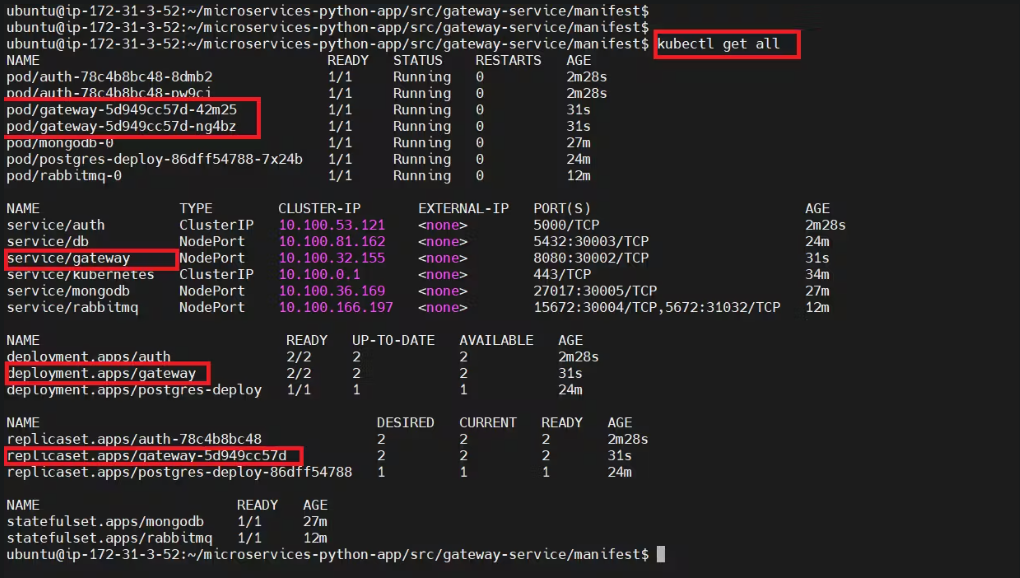 ubuntu@ip-172-31-3-52:~/microservices-python-app/src/gateway-service/manifest$
ubuntu@ip-172-31-3-52:~/microservices-python-app/src/gateway-service/manifest$
ubuntu@ip-172-31-3-52:~/microservices-python-app/src/gateway-service/manifest$ kubectl get all
NAME READY STATUS RESTARTS AGE
pod/auth-78c4b8bc48-8dmb2 1/1 Running 0 2m28s
pod/auth-78c4b8bc48-pw9cj 1/1 Running 0 2m28s
pod/gateway-5d949cc57d-42m25 1/1 Running 0 31s
pod/gateway-5d949cc57d-ng4bz 1/1 Running 0 31s
pod/mongodb-0 1/1 Running 0 27m
pod/postgres-deploy-86dff54788-7x24b 1/1 Running 0 24m
pod/rabbitmq-0 1/1 Running 0 12m
NAME TYPE CLUSTER-IP EXTERNAL-IP PORT(S) AGE
service/auth ClusterIP 10.100.53.121 <none> 5000/TCP 2m28s
service/db NodePort 10.100.81.162 <none> 5432:30003/TCP 24m
service/gateway NodePort 10.100.32.155 <none> 8080:30002/TCP 31s
service/kubernetes ClusterIP 10.100.0.1 <none> 443/TCP 34m
service/mongodb NodePort 10.100.36.169 <none> 27017:30005/TCP 27m
service/rabbitmq NodePort 10.100.166.197 <none> 15672:30004/TCP,5672:31032/TCP 12m
NAME READY UP-TO-DATE AVAILABLE AGE
deployment.apps/auth 2/2 2 2 2m28s
deployment.apps/gateway 2/2 2 2 31s
deployment.apps/postgres-deploy 1/1 1 1 24m
NAME DESIRED CURRENT READY AGE
replicaset.apps/auth-78c4b8bc48 2 2 2 2m28s
replicaset.apps/gateway-5d949cc57d 2 2 2 31s
replicaset.apps/postgres-deploy-86dff54788 1 1 1 24m
NAME READY AGE
statefulset.apps/mongodb 1/1 27m
statefulset.apps/rabbitmq 1/1 12m
ubuntu@ip-172-31-3-52:~/microservices-python-app/src/gateway-service/manifest$